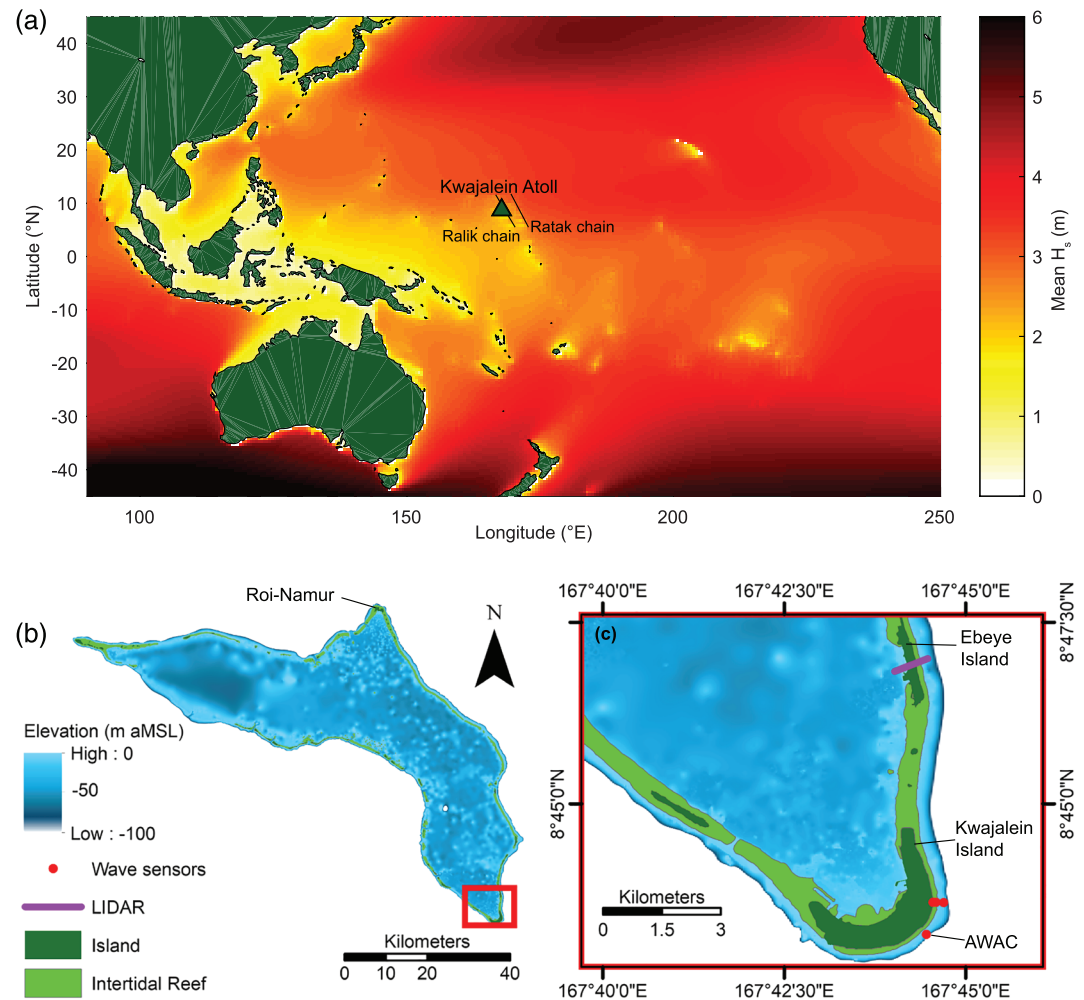 (a)
40
30
20
10
0
-10
-20
-30
-40
Latitude (°N)
Kwajalein Atoll
Ralik chain
Ratak chain
100
150
200
250
Longitude (°E)
6
5
4
3
2
1
0
Mean Hs (m)
(b)
Roi-Namur
N
Elevation (m aMSL)
High : 0
-50
Low : -100
Wave sensors
LIDAR
Island
Intertidal Reef
Kilometers
0 10 20 40
167°40'0"E
167°42'30"E
167°45'0"E
(c)
Ebeye
Island
8°47'30"N
8°45'0"N
8°45'0"N
Kwajalein
Island
Kilometers
0 1.5 3
AWAC
167°40'0"E
167°42'30"E
167°45'0"E